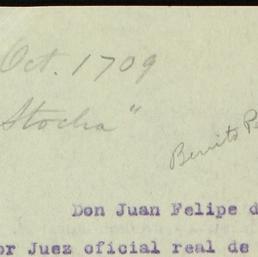 Oct. 1709
Stocha"
Benito
Don Juan Felipe d
or Juez oficial real de